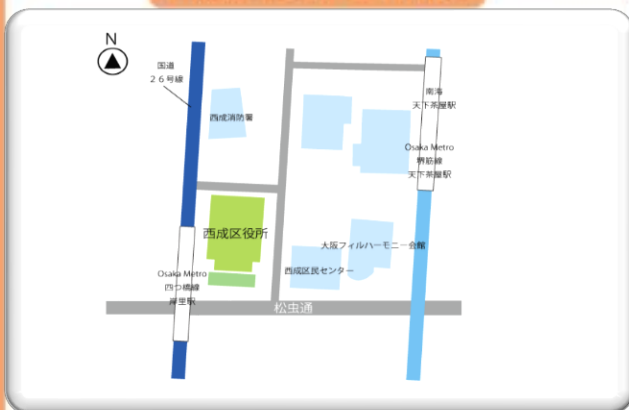 N
国道
２６号線
西成消防署
南海
天下茶屋駅
Osaka Metro
堺筋線
天下茶屋駅
西成区役所
大阪フィルハーモニー会館
西成区民センター
Osaka Metro
四つ橋線
岸里駅
松虫通